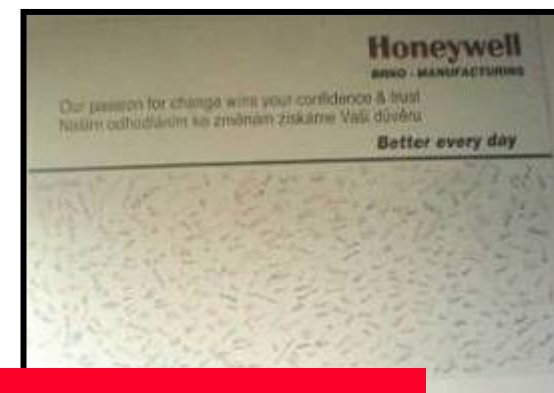 Honeywell
BRNO - MANUFACTURING
Our passion for change wins your confidence & trust
Naším odhodláním ke změnám získáme Vaši důvěru
Better every day